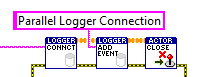 Parallel Logger Connection
LOGGER
CONNCT
LOGGER
ADD
EVENT
ACTOR
CLOSE